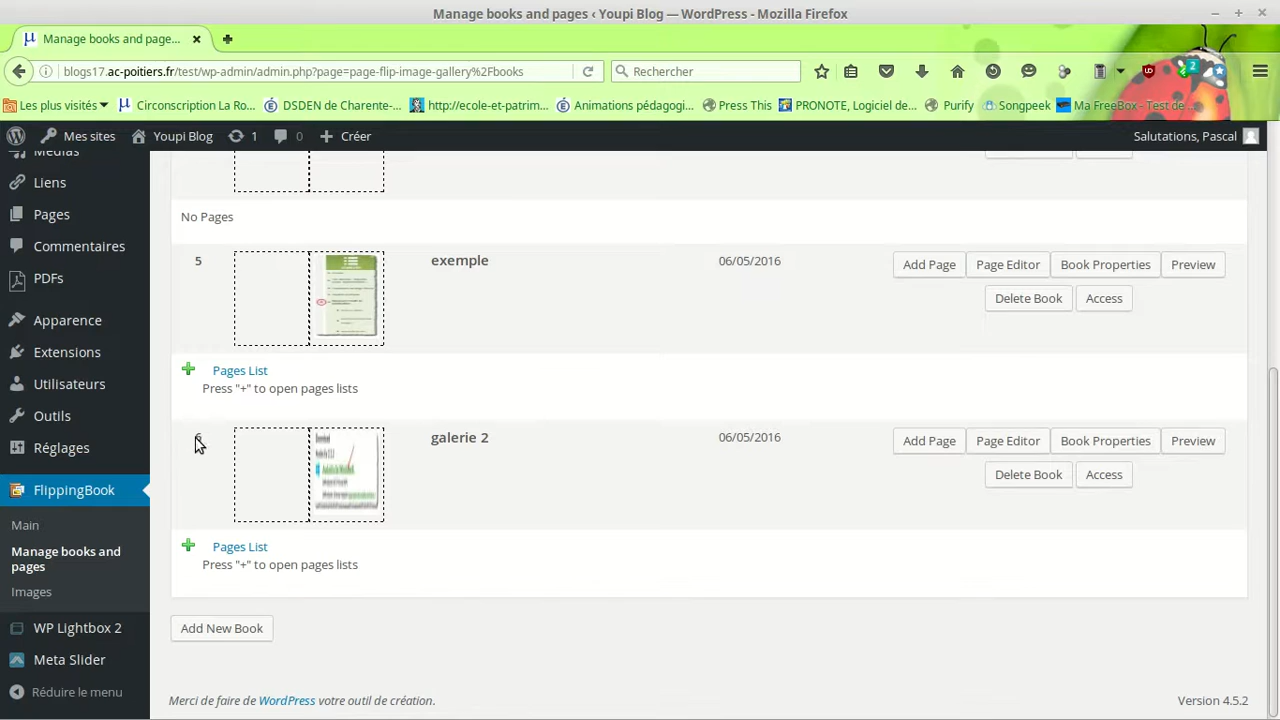 Manage books and pages ‹ Youpi Blog — WordPress - Mozilla Firefox
Manage books and page...
blogs17.ac-poitiers.fr/test/wp-admin/admin.php?page=page-flip-image-gallery%2Fbooks
Rechercher
2
Les plus visités
Circonscription La Ro...
DSDEN de Charente-...
http://ecole-et-patrim...
Animations pédagogi...
Press This
PRONOTE, Logiciel de...
Purify
Songpeek
Ma FreeBox - Test de ...
Mes sites
Youpi Blog
1
0
Créer
Salutations, Pascal
Médias
Liens
Pages
Commentaires
PDFs
Apparence
Extensions
Utilisateurs
Outils
Réglages
FlippingBook
Main
Manage books and
pages
Images
WP Lightbox 2
Meta Slider
Réduire le menu
No Pages
5
exemple
06/05/2016
Add Page
Page Editor
Book Properties
Preview
Delete Book
Access
Pages List
Press "+" to open pages lists
galerie 2
06/05/2016
Add Page
Page Editor
Book Properties
Preview
Delete Book
Access
Pages List
Press "+" to open pages lists
Add New Book
Merci de faire de WordPress votre outil de création.
Version 4.5.2